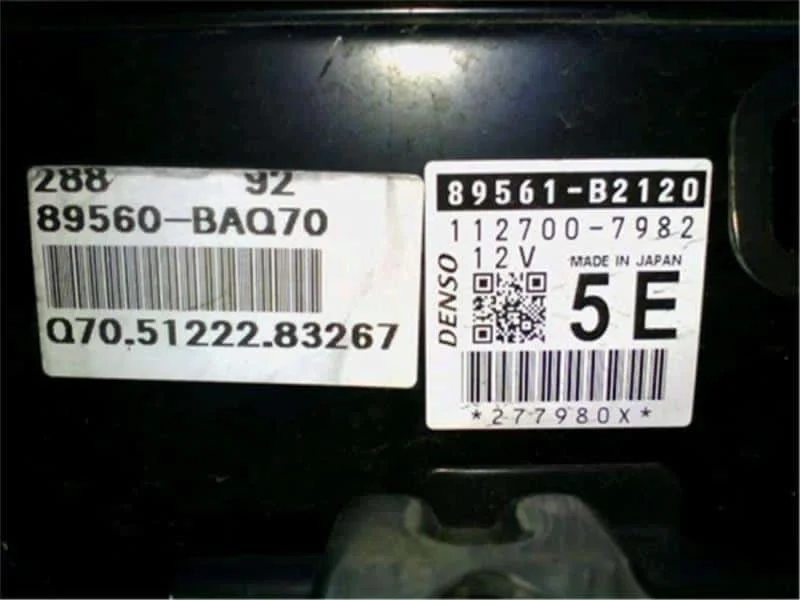 288 92
89560-BAQ70
Q70.51222.83267
89561-B2120
112700-7982
12V MADE IN JAPAN
DENSO
5E
*277980X*